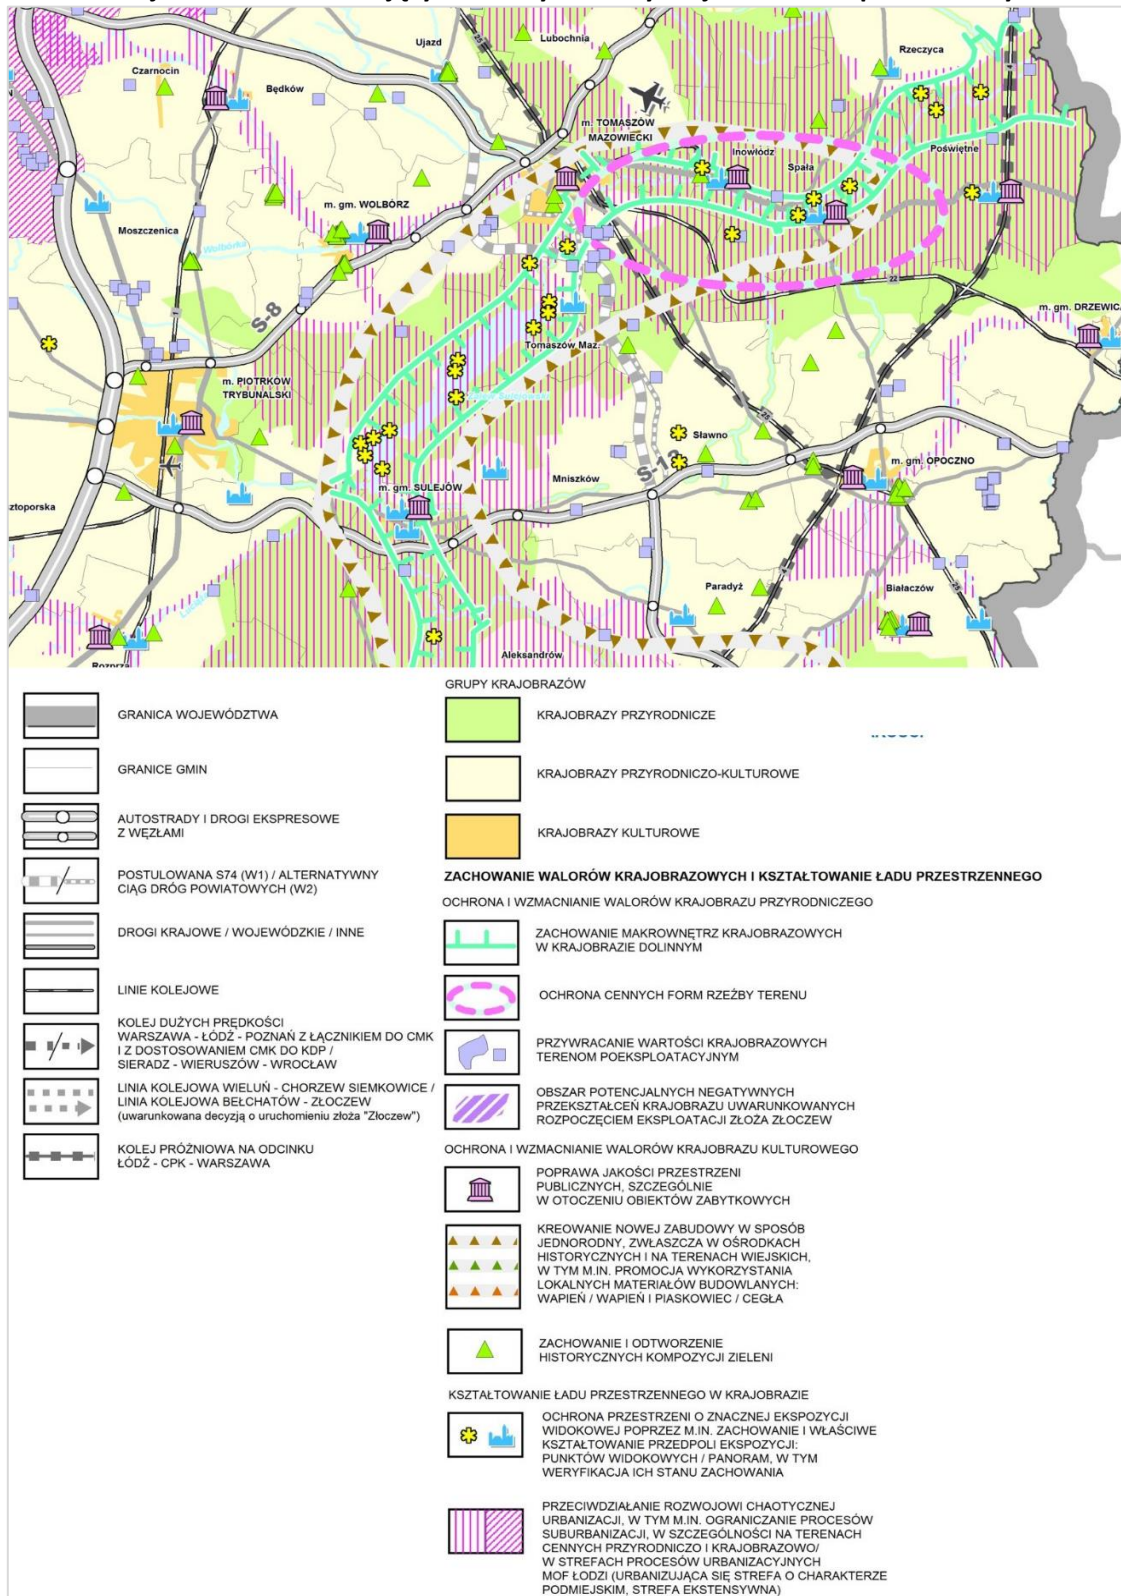 Ujazd
Lubochnia
Rzeczyca
Czarnocin
Będków
m. TOMASZÓW
MAZOWIECKI
Inowłódz
Spała
Poświętne
m. gm. WOLBÓRZ
Moszczenica
Wolbórka
S-8
22
m. gm. DRZEWICA
Tomaszów Maz.
m. PIOTRKÓW
TRYBUNALSKI
25
Sławno
S-12
m. gm. OPOCZNO
Mniszków
m. gm. SULEJÓW
ztoporska
Paradyż
Białaczów
Aleksandrów
Rozprza
GRANICA WOJEWÓDZTWA
GRANICE GMIN
AUTOSTRADY I DROGI EKSPRESOWE
Z WĘZŁAMI
POSTULOWANA S74 (W1) / ALTERNATYWNY
CIĄG DRÓG POWIATOWYCH (W2)
DROGI KRAJOWE / WOJEWÓDZKIE / INNE
LINIE KOLEJOWE
KOLEJ DUŻYCH PRĘDKOŚCI
WARSZAWA - ŁÓDŹ - POZNAŃ Z ŁĄCZNIKIEM DO CMK
I Z DOSTOSOWANIEM CMK DO KDP /
SIERADZ - WIERUSZÓW - WROCŁAW
LINIA KOLEJOWA WIELUŃ - CHORZEW SIEMKOWICE /
LINIA KOLEJOWA BEŁCHATÓW - ZŁOCZEW
(uwarunkowana decyzją o uruchomieniu złoża "Złoczew")
KOLEJ PRÓŻNIOWA NA ODCINKU
ŁÓDŹ - CPK - WARSZAWA
GRUPY KRAJOBRAZÓW
KRAJOBRAZY PRZYRODNICZE
KRAJOBRAZY PRZYRODNICZO-KULTUROWE
KRAJOBRAZY KULTUROWE
ZACHOWANIE WALORÓW KRAJOBRAZOWYCH I KSZTAŁTOWANIE ŁADU PRZESTRZENNEGO
OCHRONA I WZMACNIANIE WALORÓW KRAJOBRAZU PRZYRODNICZEGO
ZACHOWANIE MAKROWNĘTRZ KRAJOBRAZOWYCH
W KRAJOBRAZIE DOLINNYM
OCHRONA CENNYCH FORM RZEŹBY TERENU
PRZYWRACANIE WARTOŚCI KRAJOBRAZOWYCH
TERENOM POEKSPLOATACYJNYM
OBSZAR POTENCJALNYCH NEGATYWNYCH
PRZEKSZTAŁCEŃ KRAJOBRAZU UWARUNKOWANYCH
ROZPOCZĘCIEM EKSPLOATACJI ZŁOŻA ZŁOCZEW
OCHRONA I WZMACNIANIE WALORÓW KRAJOBRAZU KULTUROWEGO
POPRAWA JAKOŚCI PRZESTRZENI
PUBLICZNYCH, SZCZEGÓLNIE
W OTOCZENIU OBIEKTÓW ZABYTKOWYCH
KREOWANIE NOWEJ ZABUDOWY W SPOSÓB
JEDNORODNY, ZWŁASZCZA W OŚRODKACH
HISTORYCZNYCH I NA TERENACH WIEJSKICH,
W TYM M.IN. PROMOCJA WYKORZYSTANIA
LOKALNYCH MATERIAŁÓW BUDOWLANYCH:
WAPIEŃ / WAPIEŃ I PIASKOWIEC / CEGŁA
ZACHOWANIE I ODTWORZENIE
HISTORYCZNYCH KOMPOZYCJI ZIELENI
KSZTAŁTOWANIE ŁADU PRZESTRZENNEGO W KRAJOBRAZIE
OCHRONA PRZESTRZENI O ZNACZNEJ EKSPOZYCJI
WIDOKOWEJ POPRZEZ M.IN. ZACHOWANIE I WŁAŚCIWE
KSZTAŁTOWANIE PRZEDPOLI EKSPOZYCJI:
PUNKTÓW WIDOKOWYCH / PANORAM, W TYM
WERYFIKACJA ICH STANU ZACHOWANIA
PRZECIWDZIAŁANIE ROZWOJOWI CHAOTYCZNEJ
URBANIZACJI, W TYM M.IN. OGRANICZANIE PROCESÓW
SUBURBANIZACJI, W SZCZEGÓLNOŚCI NA TERENACH
CENNYCH PRZYRODNICZO I KRAJOBRAZOWO/
W STREFACH PROCESÓW URBANIZACYJNYCH
MOF ŁODZI (URBANIZUJĄCA SIĘ STREFA O CHARAKTERZE
PODMIEJSKIM, STREFA EKSTENSYWNA)